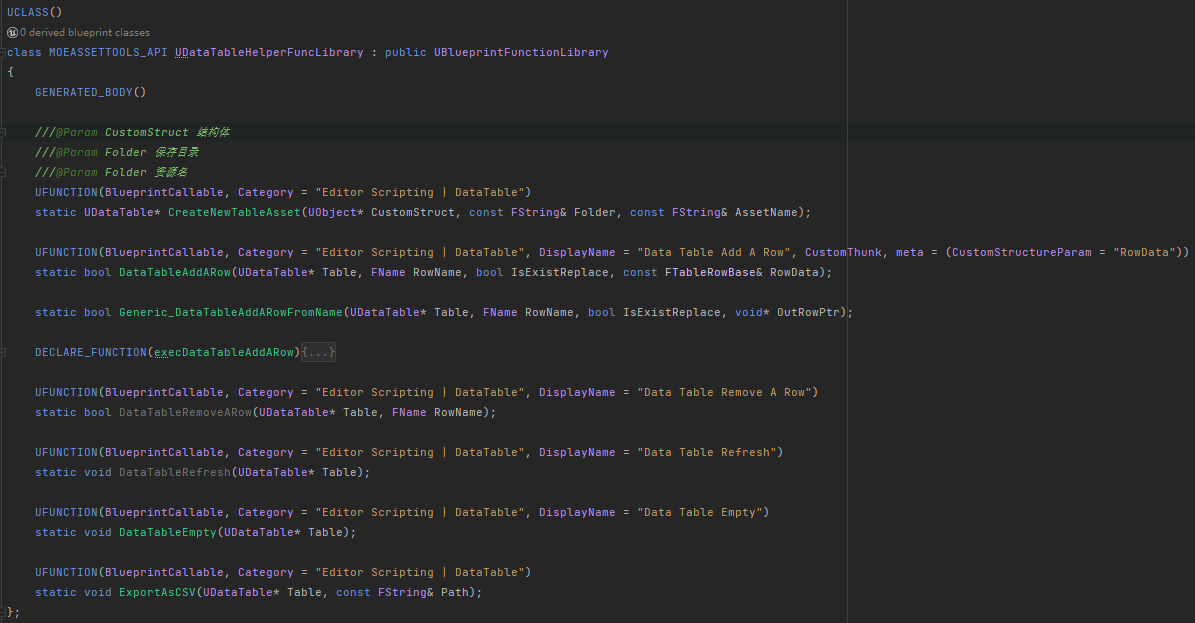 UCLASS()
0 derived blueprint classes
class MOEASSETTOOLS_API UDataTableHelperFuncLibrary : public UBlueprintFunctionLibrary
{
GENERATED_BODY()
///@Param CustomStruct 结构体
///@Param Folder 保存目录
///@Param Folder 资源名
UFUNCTION(BlueprintCallable, Category = "Editor Scripting | DataTable")
static UDataTable* CreateNewTableAsset(UObject* CustomStruct, const FString& Folder, const FString& AssetName);
UFUNCTION(BlueprintCallable, Category = "Editor Scripting | DataTable", DisplayName = "Data Table Add A Row", CustomThunk, meta = (CustomStructureParam = "RowData"))
static bool DataTableAddARow(UDataTable* Table, FName RowName, bool IsExistReplace, const FTableRowBase& RowData);
static bool Generic_DataTableAddARowFromName(UDataTable* Table, FName RowName, bool IsExistReplace, void* OutRowPtr);
DECLARE_FUNCTION(execDataTableAddARow){...}
UFUNCTION(BlueprintCallable, Category = "Editor Scripting | DataTable", DisplayName = "Data Table Remove A Row")
static bool DataTableRemoveARow(UDataTable* Table, FName RowName);
UFUNCTION(BlueprintCallable, Category = "Editor Scripting | DataTable", DisplayName = "Data Table Refresh")
static void DataTableRefresh(UDataTable* Table);
UFUNCTION(BlueprintCallable, Category = "Editor Scripting | DataTable", DisplayName = "Data Table Empty")
static void DataTableEmpty(UDataTable* Table);
UFUNCTION(BlueprintCallable, Category = "Editor Scripting | DataTable")
static void ExportAsCSV(UDataTable* Table, const FString& Path);
};